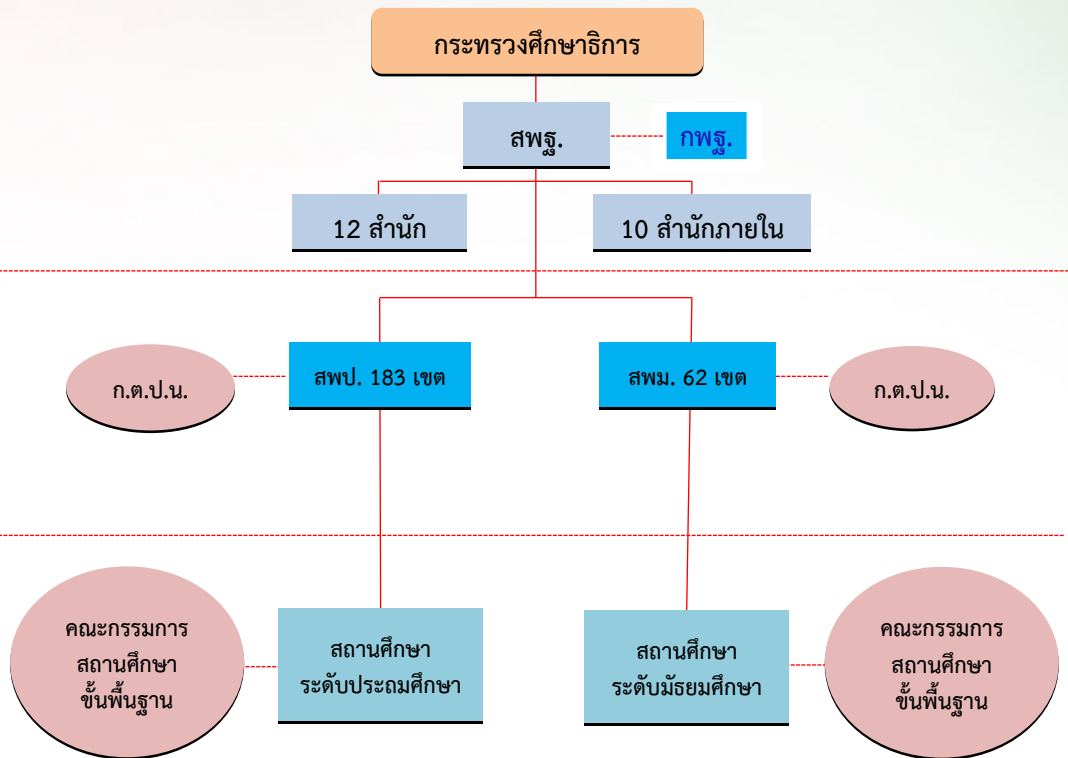 กระทรวงศึกษาธิการ
สพฐ.
กพฐ.
12 สำนัก
10 สำนักภายใน
ก.ต.ป.น.
สพป. 183 เขต
สพม. 62 เขต
ก.ต.ป.น.
คณะกรรมการ
สถานศึกษา
ขั้นพื้นฐาน
สถานศึกษา
ระดับประถมศึกษา
สถานศึกษา
ระดับมัธยมศึกษา
คณะกรรมการ
สถานศึกษา
ขั้นพื้นฐาน